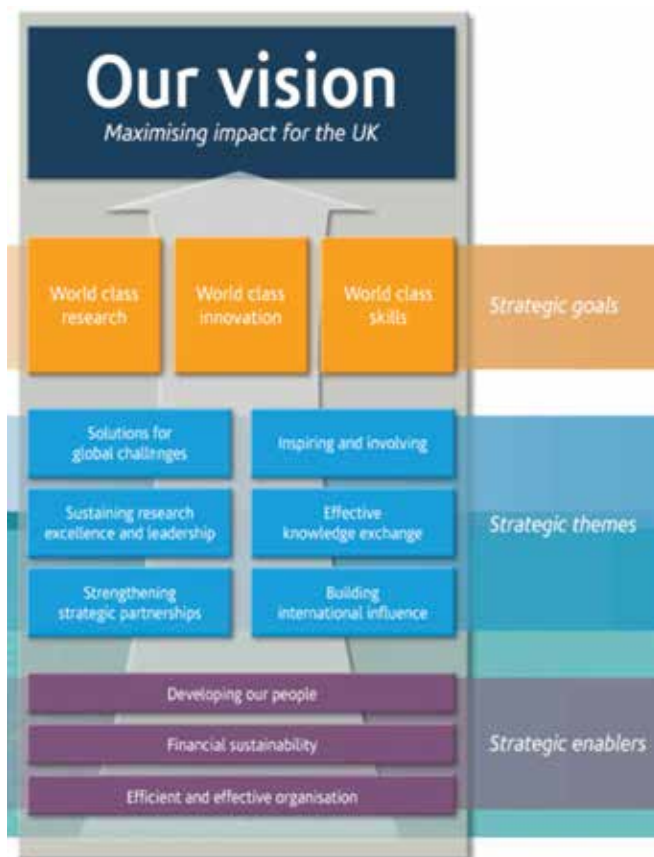 Our vision
Maximising impact for the UK
World class
research
World class
innovation
World class
skills
Strategic goals
Solutions for
global challenges
Inspiring and involving
Sustaining research
excellence and leadership
Effective
knowledge exchange
Strategic themes
Strengthening
strategic partnerships
Building
international influence
Developing our people
Financial sustainability
Strategic enablers
Efficient and effective organisation